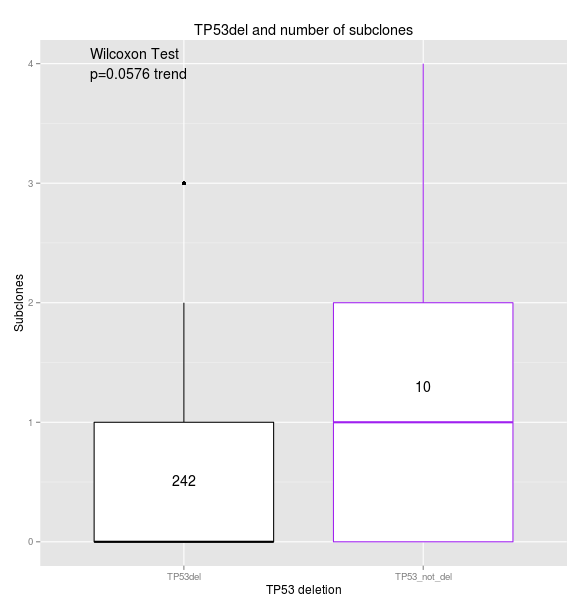 TP53del and number of subclones
Wilcoxon Test
p=0.0576 trend
4
3
2
1
0
Subclones
242
10
TP53del
TP53_not_del
TP53 deletion